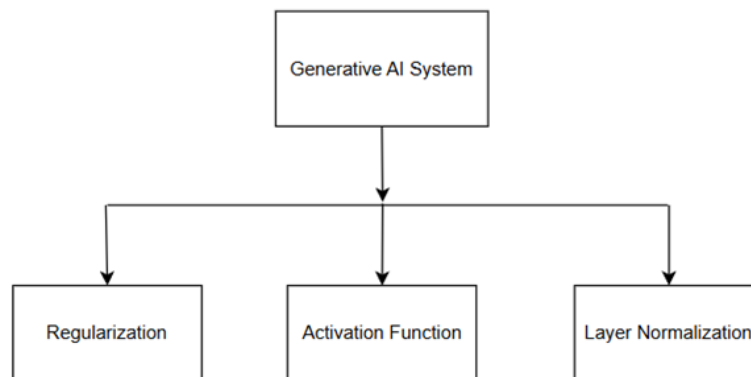 Generative AI System
Regularization
Activation Function
Layer Normalization